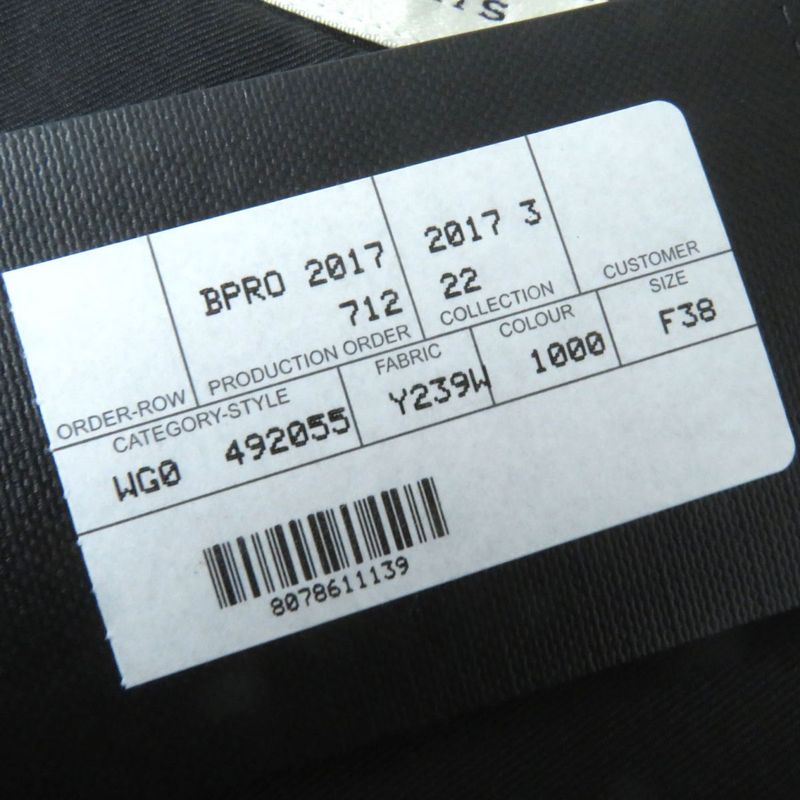 BPRO 2017
712
2017 3
22
ORDER-ROW
PRODUCTION ORDER
COLLECTION
CUSTOMER
CATEGORY-STYLE
FABRIC
COLOUR
SIZE
WG0 492055
Y239W
1000
F38
8078611139